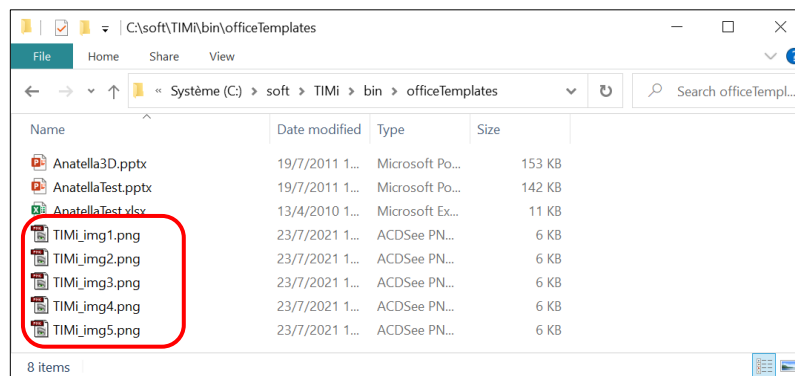 C:\soft\TIMi\bin\officeTemplates
File Home Share View
« Système (C:) > soft > TIMi > bin > officeTemplates
Search officeTempl...
Name Date modified Type Size
Anatella3D.pptx 19/7/2011 1... Microsoft Po... 153 KB
AnatellaTest.pptx 19/7/2011 1... Microsoft Po... 142 KB
AnatellaTest.xlsx 13/4/2010 1... Microsoft Ex... 11 KB
TIMi_img1.png 23/7/2021 1... ACDSee PN... 6 KB
TIMi_img2.png 23/7/2021 1... ACDSee PN... 6 KB
TIMi_img3.png 23/7/2021 1... ACDSee PN... 6 KB
TIMi_img4.png 23/7/2021 1... ACDSee PN... 6 KB
TIMi_img5.png 23/7/2021 1... ACDSee PN... 6 KB
8 items